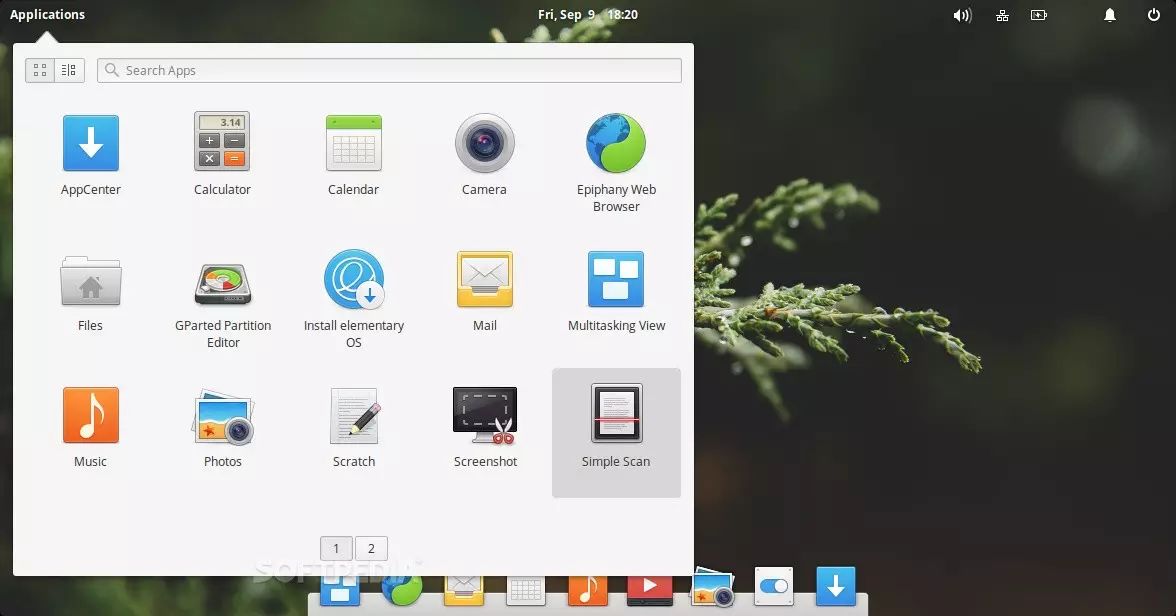 Applications
Fri, Sep 9 18:20
Search Apps
3.14
AppCenter
Calculator
Calendar
Camera
Epiphany Web
Browser
Files
GParted Partition
Editor
Install elementary
OS
Mail
Multitasking View
Music
Photos
Scratch
Screenshot
Simple Scan
1
2
SOFTPEDIA